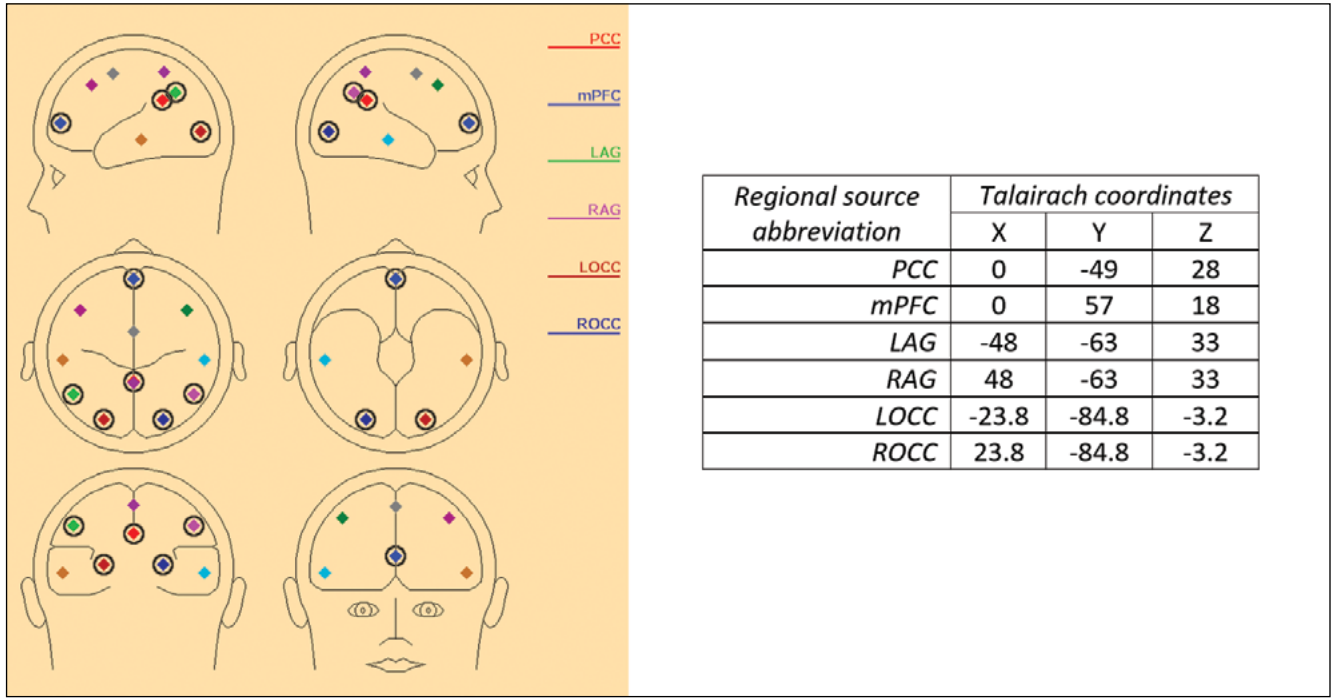 PCC
mPFC
LAG
RAG
LOCC
ROCC
Regional source abbreviation Talairach coordinates
X Y Z
PCC 0 -49 28
mPFC 0 57 18
LAG -48 -63 33
RAG 48 -63 33
LOCC -23.8 -84.8 -3.2
ROCC 23.8 -84.8 -3.2